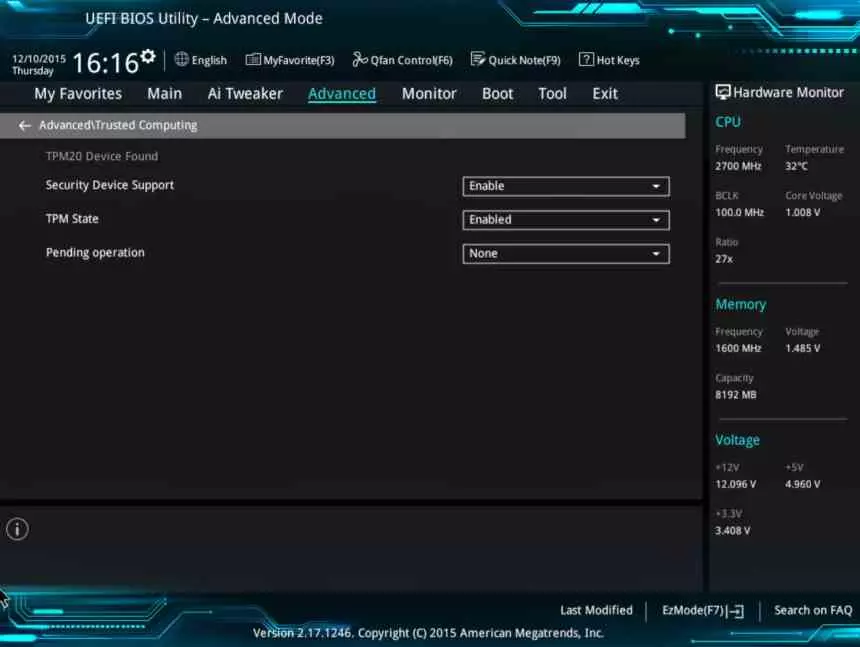 UEFI BIOS Utility – Advanced Mode
12/10/2015
Thursday
16:16
English
MyFavorite(F3)
Qfan Control(F6)
Quick Note(F9)
? Hot Keys
My Favorites Main Ai Tweaker Advanced Monitor Boot Tool Exit
← Advanced\Trusted Computing
TPM20 Device Found
Security Device Support Enable
TPM State Enabled
Pending operation None
i
Hardware Monitor
CPU
Frequency Temperature
2700 MHz 32°C
BCLK Core Voltage
100.0 MHz 1.008 V
Ratio
27x
Memory
Frequency Voltage
1600 MHz 1.485 V
Capacity
8192 MB
Voltage
+12V +5V
12.096 V 4.960 V
+3.3V
3.408 V
Last Modified EzMode(F7) Search on FAQ
Version 2.17.1246. Copyright (C) 2015 American Megatrends, Inc.